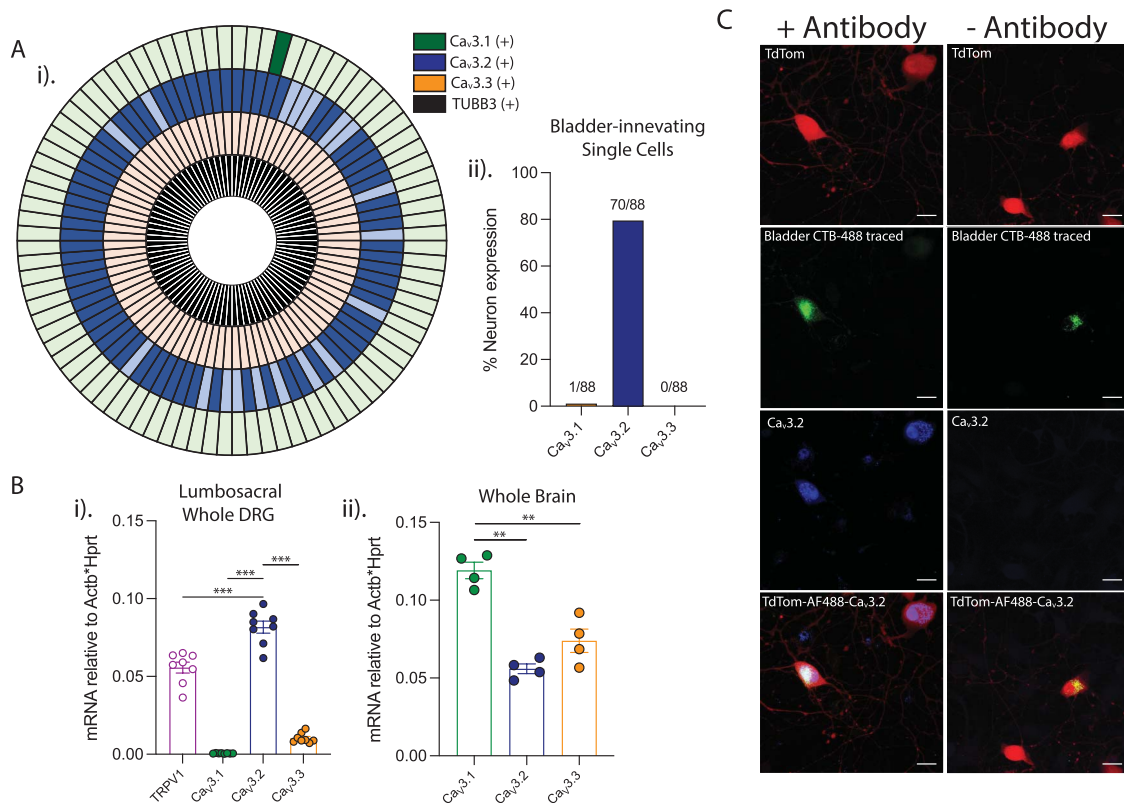 A
i).
Cav3.1 (+)
Cav3.2 (+)
Cav3.3 (+)
TUBB3 (+)
Bladder-innevating
Single Cells
ii).
% Neuron expression
100
80
60
40
20
0
70/88
1/88
0/88
Cav3.1
Cav3.2
Cav3.3
B
i).
Lumbosacral
Whole DRG
mRNA relative to Actb*Hprt
0.15
0.10
0.05
0.00
***
***
***
TRPV1
Cav3.1
Cav3.2
Cav3.3
ii).
Whole Brain
mRNA relative to Actb*Hprt
0.15
0.10
0.05
0.00
**
**
Cav3.1
Cav3.2
Cav3.3
C
+ Antibody
- Antibody
TdTom
TdTom
Bladder CTB-488 traced
Bladder CTB-488 traced
Cav3.2
Cav3.2
TdTom-AF488-Cav3.2
TdTom-AF488-Cav3.2